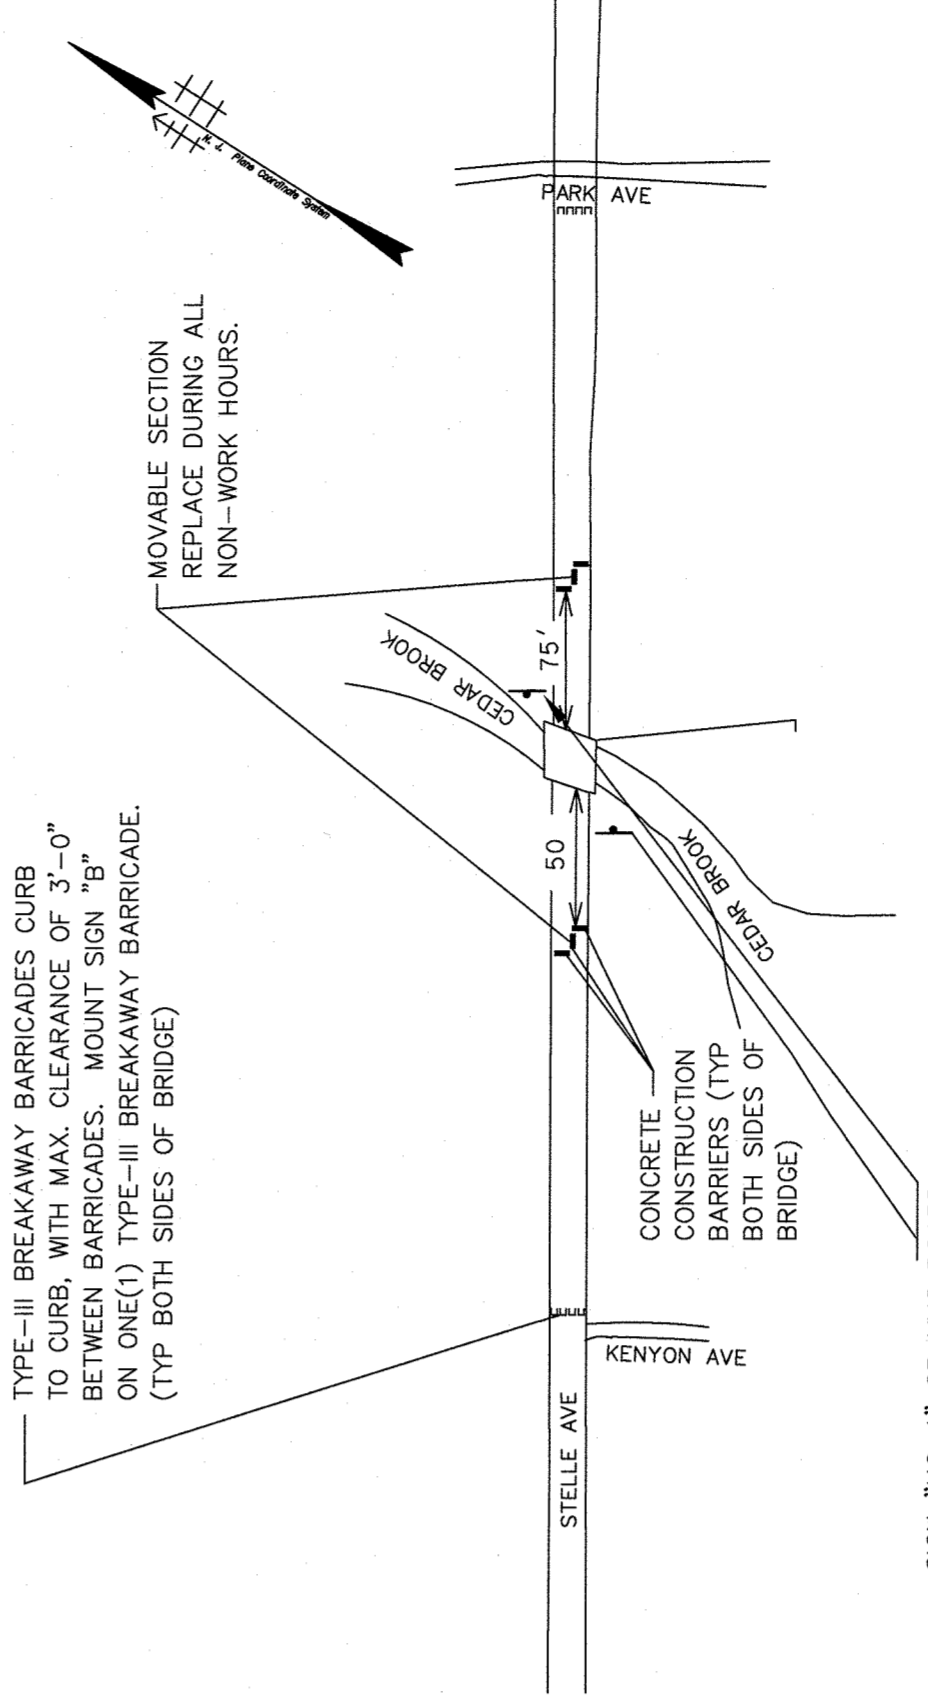 TYPE-III BREAKAWAY BARRICADES CURB
TO CURB, WITH MAX. CLEARANCE OF 3'-0"
BETWEEN BARRICADES. MOUNT SIGN "B"
ON ONE(1) TYPE-III BREAKAWAY BARRICADE.
(TYP BOTH SIDES OF BRIDGE)
MOVABLE SECTION
REPLACE DURING ALL
NON-WORK HOURS.
N. J. Plane Coordinate System
CEDAR BROOK
PARK AVE
75'
50
STELLE AVE
KENYON AVE
CONCRETE
CONSTRUCTION
BARRIERS (TYP
BOTH SIDES OF
BRIDGE)
CEDAR BROOK